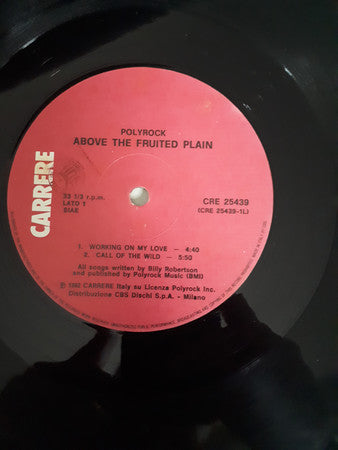 POLYROCK
ABOVE THE FRUITED PLAIN
CARRERE
33 1/3 r.p.m.
LATO 1
BIAE
CRE 25439
(CRE 25439-1L)
1. WORKING ON MY LOVE — 4:40
2. CALL OF THE WILD — 5:50
All songs written by Billy Robertson
and published by Polyrock Music (BMI)
Ⓟ 1982 CARRERE Italy su Licenza Polyrock Inc.
Distribuzione CBS Dischi S.p.A. - Milano